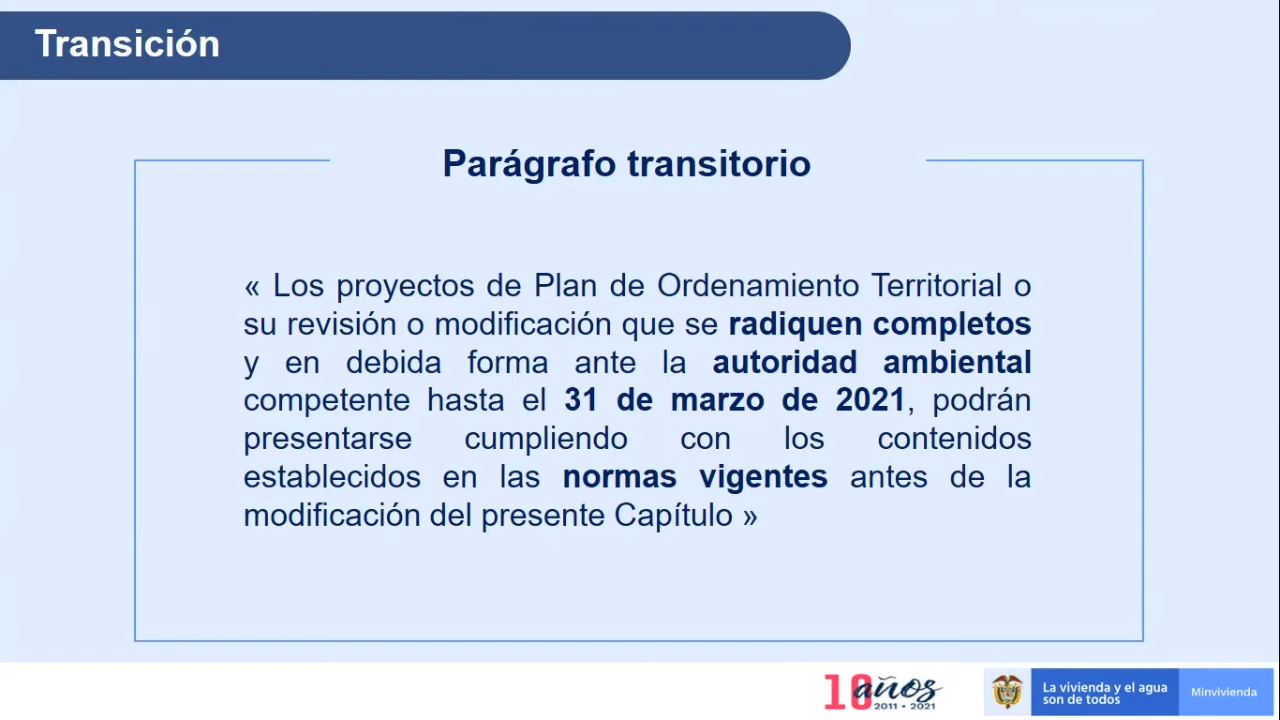 Transición
Parágrafo transitorio
« Los proyectos de Plan de Ordenamiento Territorial o
su revisión o modificación que se radiquen completos
y en debida forma ante la autoridad ambiental
competente hasta el 31 de marzo de 2021, podrán
presentarse cumpliendo con los contenidos
establecidos en las normas vigentes antes de la
modificación del presente Capítulo »
10 años
2011 • 2021
La vivienda y el agua
son de todos
Minvivienda